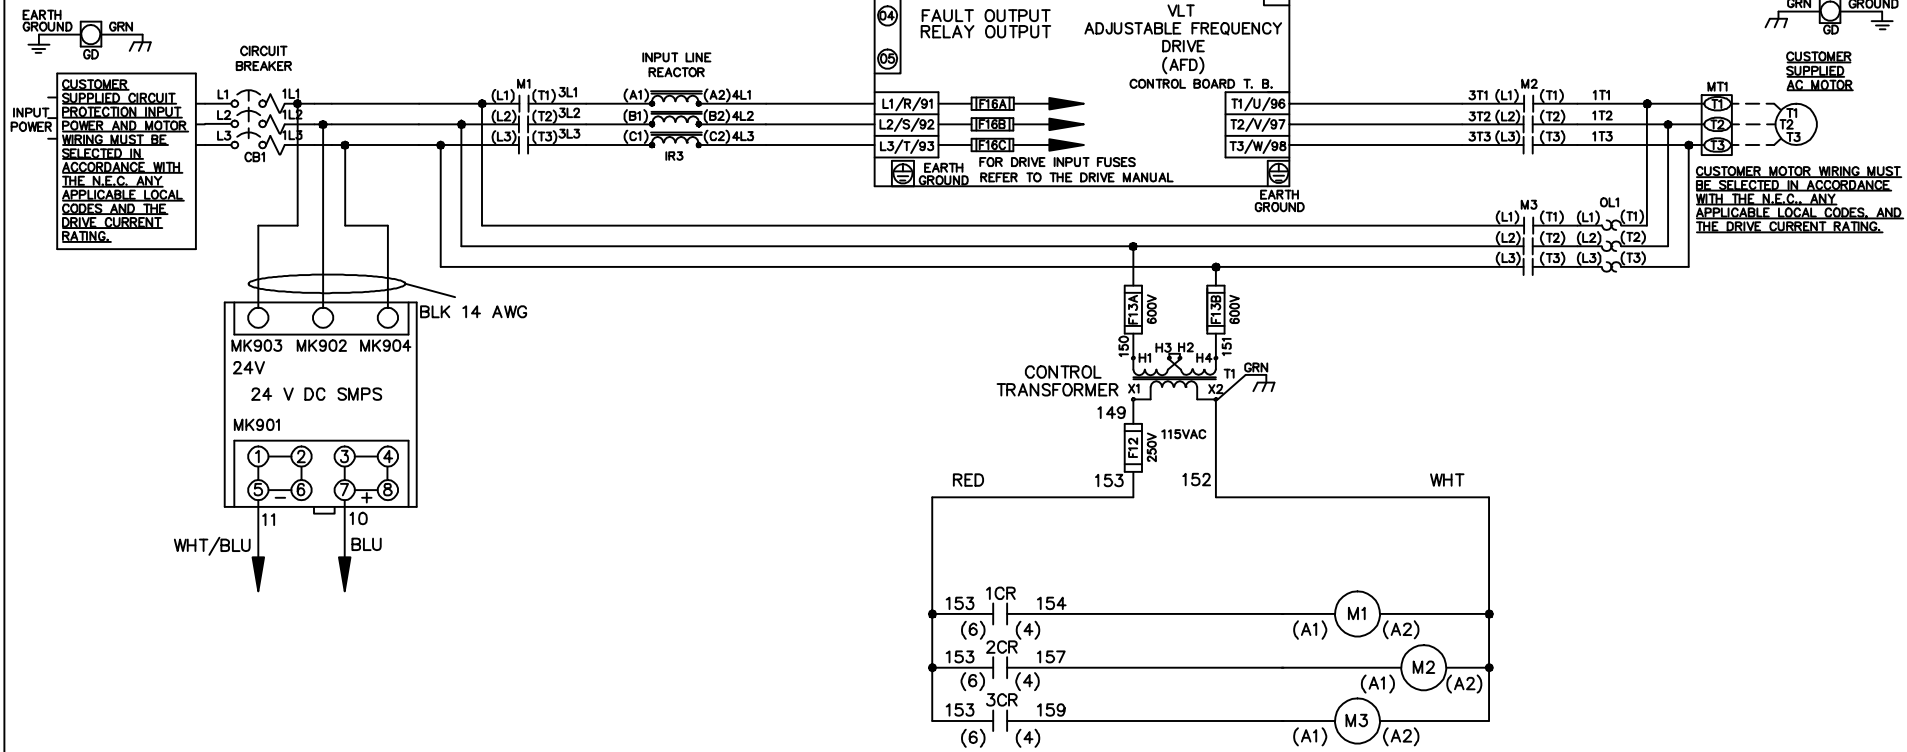 EARTH
GROUND
GRN
GD
CIRCUIT
BREAKER
CUSTOMER
SUPPLIED CIRCUIT
PROTECTION INPUT
POWER AND MOTOR
WIRING MUST BE
SELECTED IN
ACCORDANCE WITH
THE N.E.C. ANY
APPLICABLE LOCAL
CODES AND THE
DRIVE CURRENT
RATING.
INPUT
POWER
L1
1L1
L2
1L2
L3
1L3
CB1
M1
(L1) (T1) 3L1
(L2) (T2) 3L2
(L3) (T3) 3L3
INPUT LINE
REACTOR
(A1) (A2) 4L1
(B1) (B2) 4L2
(C1) (C2) 4L3
IR3
04
FAULT OUTPUT
RELAY OUTPUT
05
VLT
ADJUSTABLE FREQUENCY
DRIVE
(AFD)
CONTROL BOARD T. B.
L1/R/91
F16A
T1/U/96
L2/S/92
F16B
T2/V/97
L3/T/93
F16C
T3/W/98
EARTH
GROUND
FOR DRIVE INPUT FUSES
REFER TO THE DRIVE MANUAL
EARTH
GROUND
M2
3T1 (L1) (T1) 1T1
3T2 (L2) (T2) 1T2
3T3 (L3) (T3) 1T3
MT1
T1
T2
T3
T1
T2
T3
GRN
GROUND
GD
CUSTOMER
SUPPLIED
AC MOTOR
CUSTOMER MOTOR WIRING MUST
BE SELECTED IN ACCORDANCE
WITH THE N.E.C., ANY
APPLICABLE LOCAL CODES, AND
THE DRIVE CURRENT RATING.
M3
OL1
(L1) (T1) (L1) (T1)
(L2) (T2) (L2) (T2)
(L3) (T3) (L3) (T3)
BLK 14 AWG
MK903 MK902 MK904
24V
24 V DC SMPS
MK901
1 2 3 4
5 - 6 7 + 8
11
10
WHT/BLU
BLU
F13A
600V
F13B
600V
150
151
H1 H3 H2 H4
CONTROL
TRANSFORMER
X1
X2
T1
GRN
149
F12
250V
115VAC
RED
153
152
WHT
153 1CR 154
M1
(6) (4)
(A1) (A2)
153 2CR 157
M2
(6) (4)
(A1) (A2)
153 3CR 159
M3
(6) (4)
(A1) (A2)